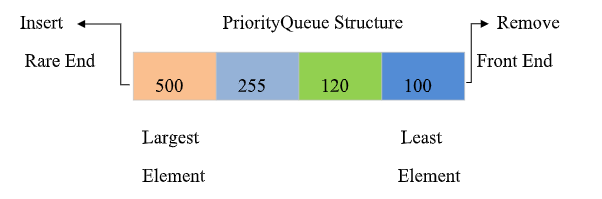 Insert
PriorityQueue Structure
Remove
Rare End
Front End
500
255
120
100
Largest
Element
Least
Element